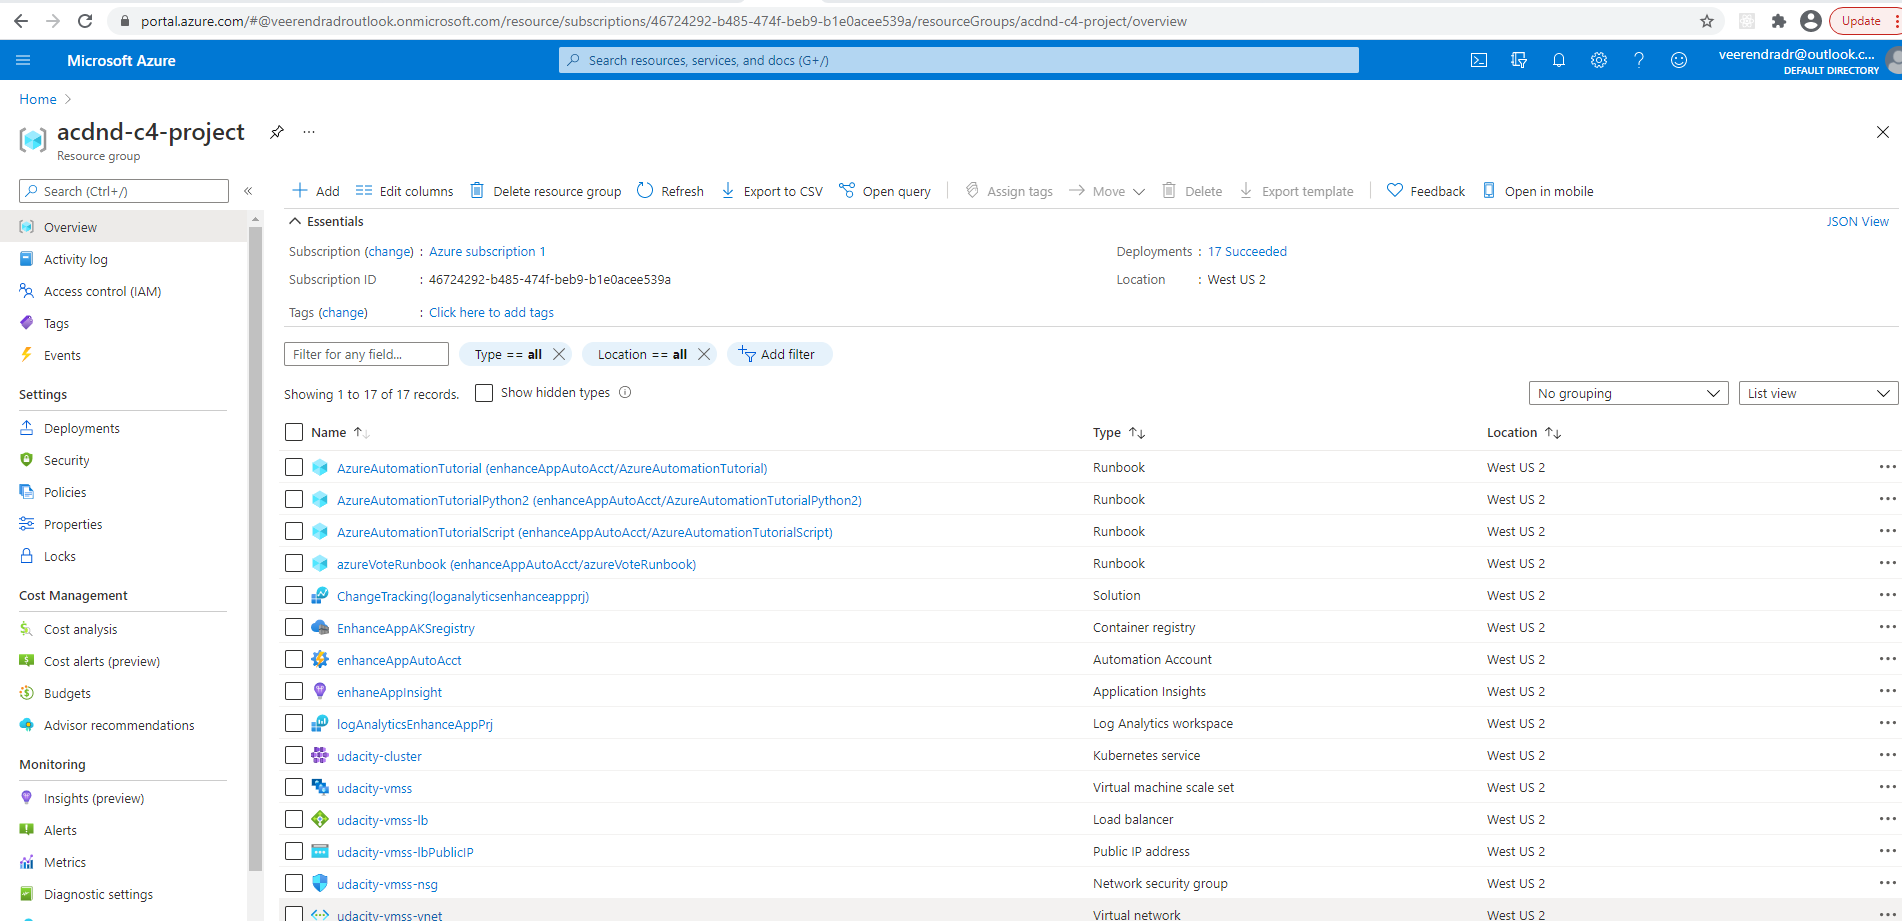 portal.azure.com/#@veerendradroutlook.onmicrosoft.com/resource/subscriptions/46724292-b485-474f-beb9-b1e0acee539a/resourceGroups/acdnd-c4-project/overview
Update
Microsoft Azure
Search resources, services, and docs (G+/)
veerendradr@outlook.c...
DEFAULT DIRECTORY
Home
acdnd-c4-project
Resource group
Search (Ctrl+/)
Add Edit columns Delete resource group Refresh Export to CSV Open query Assign tags Move Delete Export template Feedback Open in mobile
Overview
Activity log
Access control (IAM)
Tags
Events
Settings
Deployments
Security
Policies
Properties
Locks
Cost Management
Cost analysis
Cost alerts (preview)
Budgets
Advisor recommendations
Monitoring
Insights (preview)
Alerts
Metrics
Diagnostic settings
Essentials JSON View
Subscription (change) : Azure subscription 1 Deployments : 17 Succeeded
Subscription ID : 46724292-b485-474f-beb9-b1e0acee539a Location : West US 2
Tags (change) : Click here to add tags
Filter for any field... Type == all Location == all Add filter
Showing 1 to 17 of 17 records. Show hidden types No grouping List view
Name Type Location
AzureAutomationTutorial (enhanceAppAutoAcct/AzureAutomationTutorial) Runbook West US 2
AzureAutomationTutorialPython2 (enhanceAppAutoAcct/AzureAutomationTutorialPython2) Runbook West US 2
AzureAutomationTutorialScript (enhanceAppAutoAcct/AzureAutomationTutorialScript) Runbook West US 2
azureVoteRunbook (enhanceAppAutoAcct/azureVoteRunbook) Runbook West US 2
ChangeTracking(loganalyticsenhanceappprj) Solution West US 2
EnhanceAppAKSregistry Container registry West US 2
enhanceAppAutoAcct Automation Account West US 2
enhaneAppInsight Application Insights West US 2
logAnalyticsEnhanceAppPrj Log Analytics workspace West US 2
udacity-cluster Kubernetes service West US 2
udacity-vmss Virtual machine scale set West US 2
udacity-vmss-lb Load balancer West US 2
udacity-vmss-lbPublicIP Public IP address West US 2
udacity-vmss-nsg Network security group West US 2
udacity-vmss-vnet Virtual network West US 2